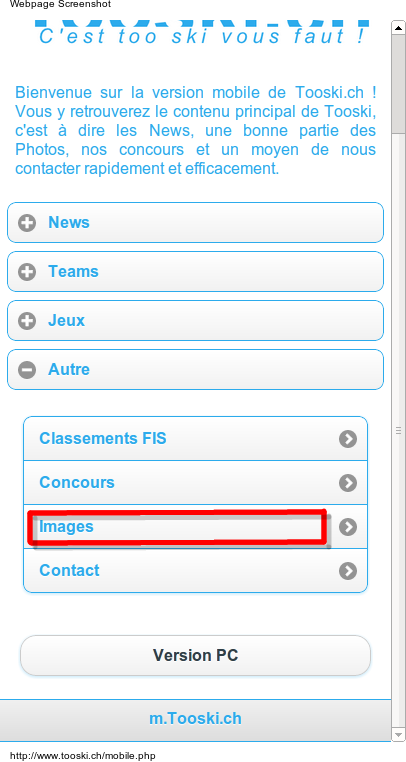 Webpage Screenshot
C'est too ski vous faut !
Bienvenue sur la version mobile de Tooski.ch !
Vous y retrouverez le contenu principal de Tooski,
c'est à dire les News, une bonne partie des
Photos, nos concours et un moyen de nous
contacter rapidement et efficacement.
News
Teams
Jeux
Autre
Classements FIS
Concours
Images
Contact
Version PC
m.Tooski.ch
http://www.tooski.ch/mobile.php